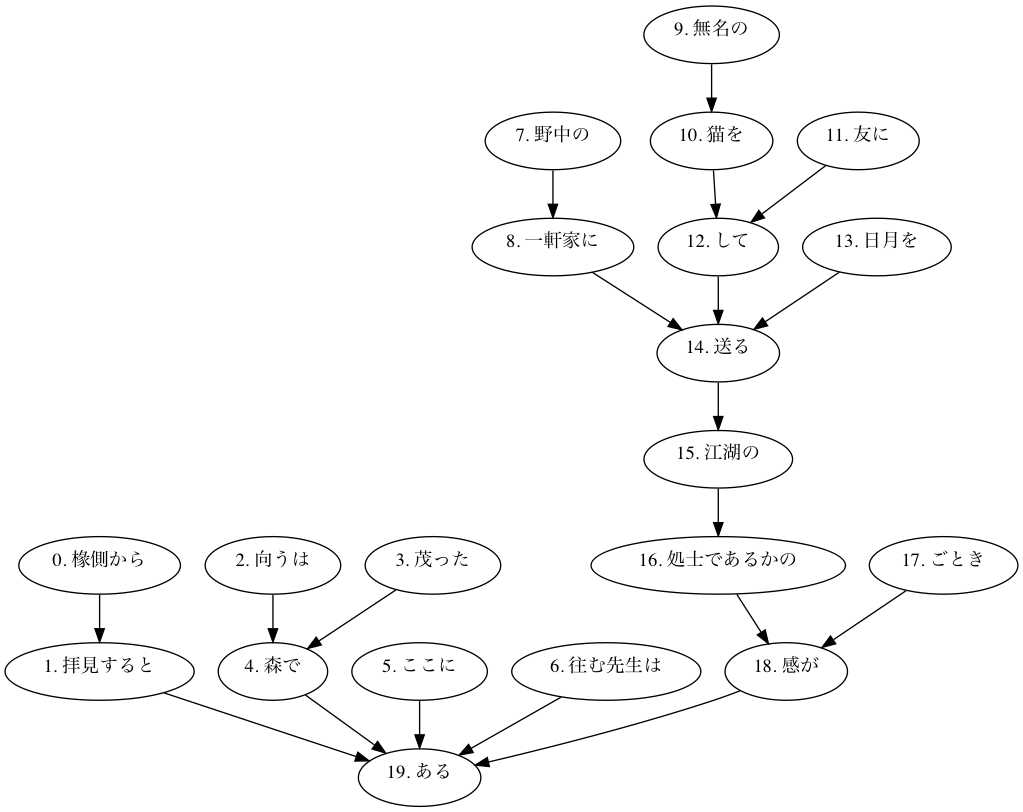 9. 無名の
7. 野中の
10. 猫を
11. 友に
8. 一軒家に
12. して
13. 日月を
14. 送る
15. 江湖の
0. 椽側から
2. 向うは
3. 茂った
16. 処士であるかの
17. ごとき
1. 拝見すると
4. 森で
5. ここに
6. 往む先生は
18. 感が
19. ある